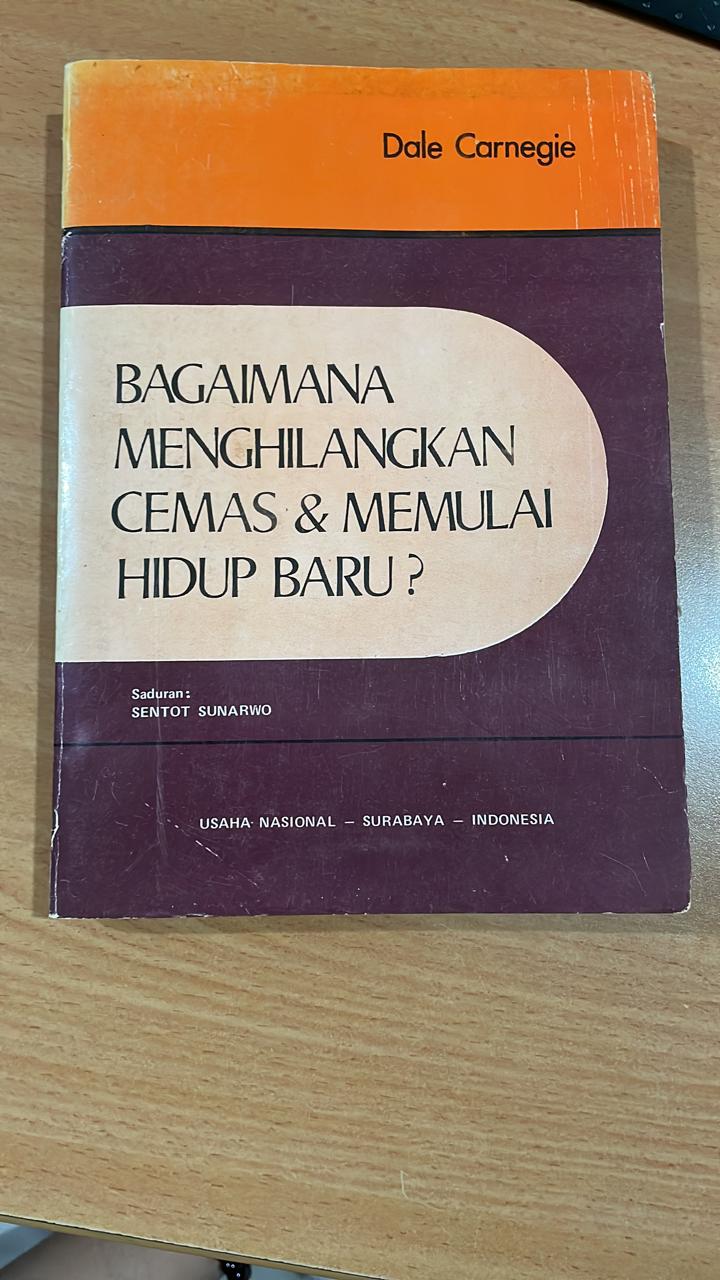 Dale Carnegie
BAGAIMANA
MENGHILANGKAN
CEMAS & MEMULAI
HIDUP BARU ?
Saduran :
SENTOT SUNARWO
USAHA NASIONAL — SURABAYA — INDONESIA